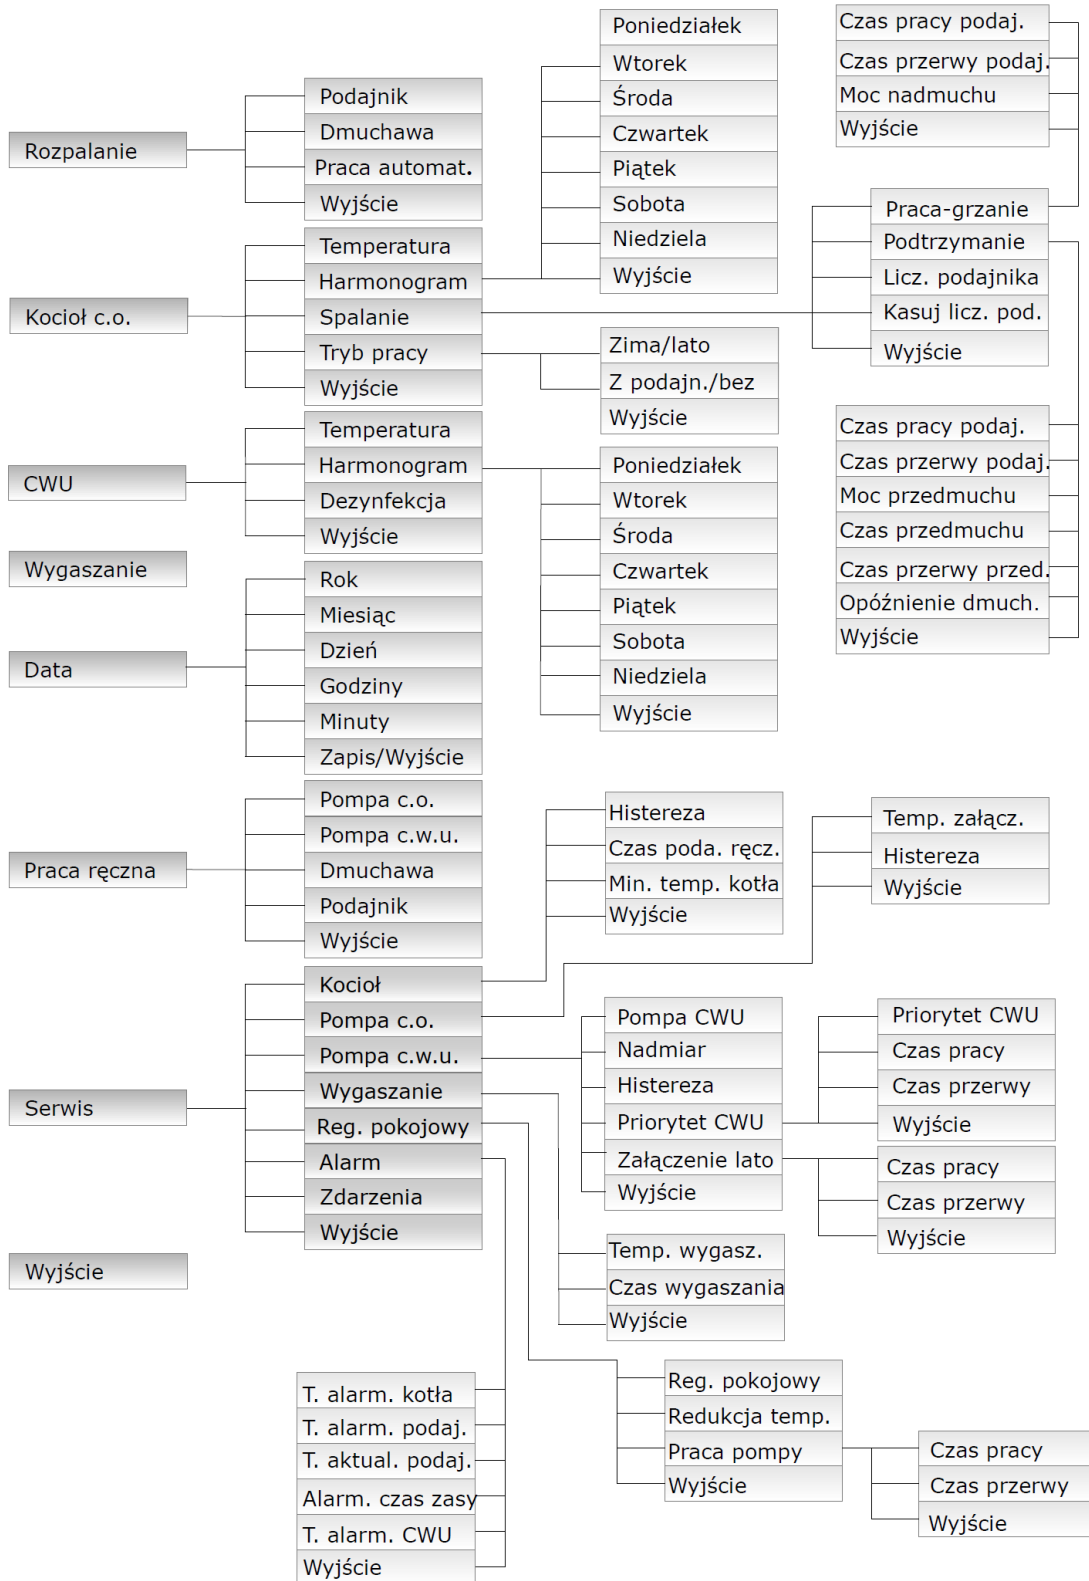 Rozpalanie
Podajnik
Dmuchawa
Praca automat.
Wyjście
Kocioł c.o.
Temperatura
Harmonogram
Spalanie
Tryb pracy
Wyjście
Poniedziałek
Wtorek
Środa
Czwartek
Piątek
Sobota
Niedziela
Wyjście
Praca-grzanie
Podtrzymanie
Licz. podajnika
Kasuj licz. pod.
Wyjście
Czas pracy podaj.
Czas przerwy podaj.
Moc nadmuchu
Wyjście
Czas pracy podaj.
Czas przerwy podaj.
Moc przedmuchu
Czas przedmuchu
Czas przerwy przed.
Opóźnienie dmuch.
Wyjście
Zima/lato
Z podajn./bez
Wyjście
CWU
Temperatura
Harmonogram
Dezynfekcja
Wyjście
Poniedziałek
Wtorek
Środa
Czwartek
Piątek
Sobota
Niedziela
Wyjście
Wygaszanie
Data
Rok
Miesiąc
Dzień
Godziny
Minuty
Zapis/Wyjście
Praca ręczna
Pompa c.o.
Pompa c.w.u.
Dmuchawa
Podajnik
Wyjście
Serwis
Kocioł
Pompa c.o.
Pompa c.w.u.
Wygaszanie
Reg. pokojowy
Alarm
Zdarzenia
Wyjście
Histereza
Czas poda. ręcz.
Min. temp. kotła
Wyjście
Temp. załącz.
Histereza
Wyjście
Pompa CWU
Nadmiar
Histereza
Priorytet CWU
Załączenie lato
Wyjście
Priorytet CWU
Czas pracy
Czas przerwy
Wyjście
Czas pracy
Czas przerwy
Wyjście
Temp. wygasz.
Czas wygaszania
Wyjście
Reg. pokojowy
Redukcja temp.
Praca pompy
Wyjście
Czas pracy
Czas przerwy
Wyjście
T. alarm. kotła
T. alarm. podaj.
T. aktual. podaj.
Alarm. czas zasy
T. alarm. CWU
Wyjście
Wyjście